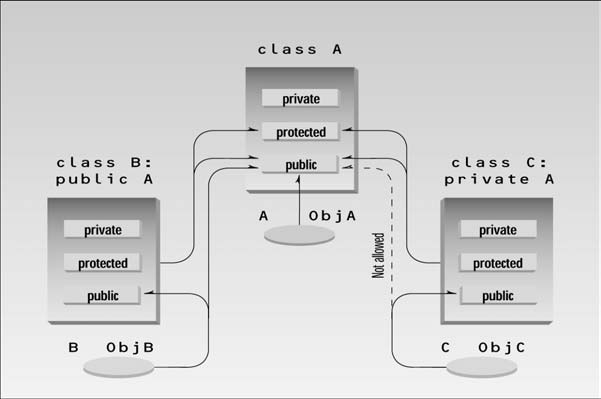 class A
private
protected
public
class B:
public A
class C:
private A
A ObjA
private
protected
public
Not allowed
private
protected
public
B ObjB
C ObjC